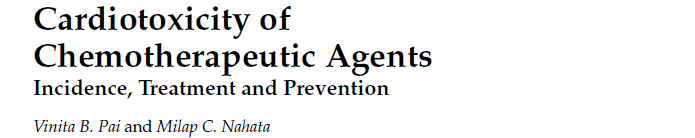 Cardiotoxicity of
Chemotherapeutic Agents
Incidence, Treatment and Prevention
Vinita B. Pai and Milap C. Nahata